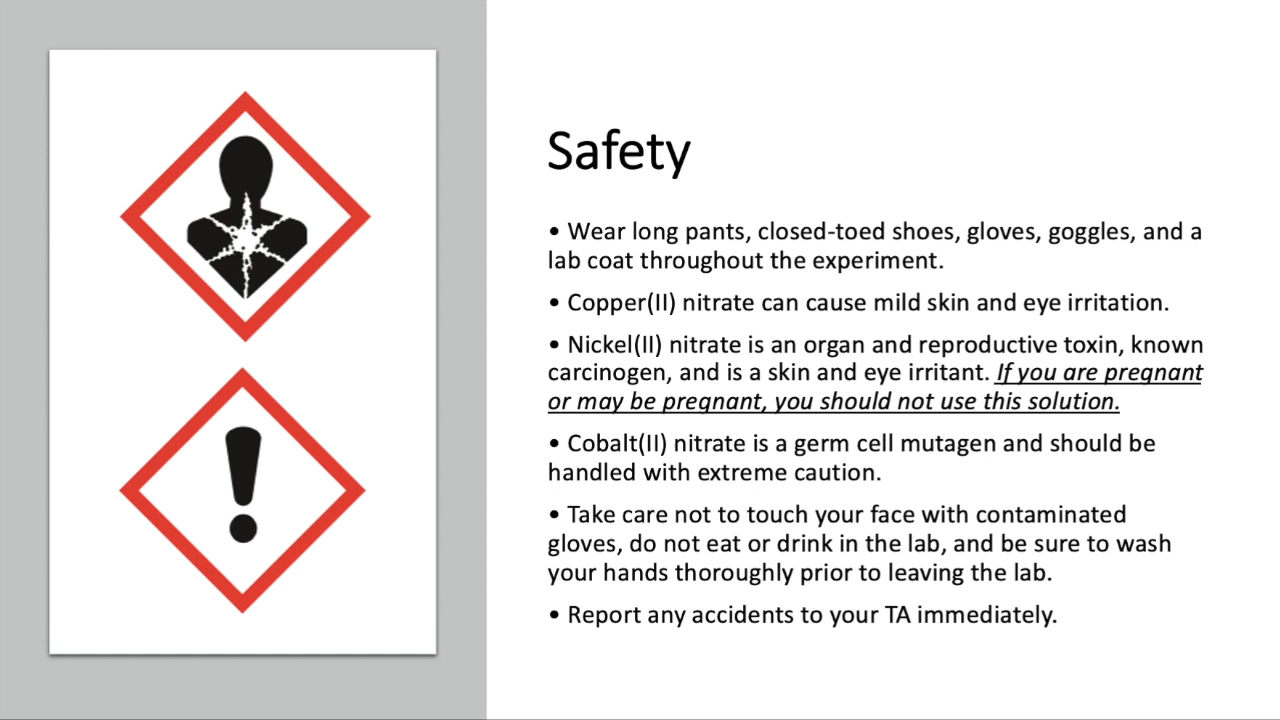 Safety
• Wear long pants, closed-toed shoes, gloves, goggles, and a
lab coat throughout the experiment.
• Copper(II) nitrate can cause mild skin and eye irritation.
• Nickel(II) nitrate is an organ and reproductive toxin, known
carcinogen, and is a skin and eye irritant. If you are pregnant
or may be pregnant, you should not use this solution.
• Cobalt(II) nitrate is a germ cell mutagen and should be
handled with extreme caution.
• Take care not to touch your face with contaminated
gloves, do not eat or drink in the lab, and be sure to wash
your hands thoroughly prior to leaving the lab.
• Report any accidents to your TA immediately.